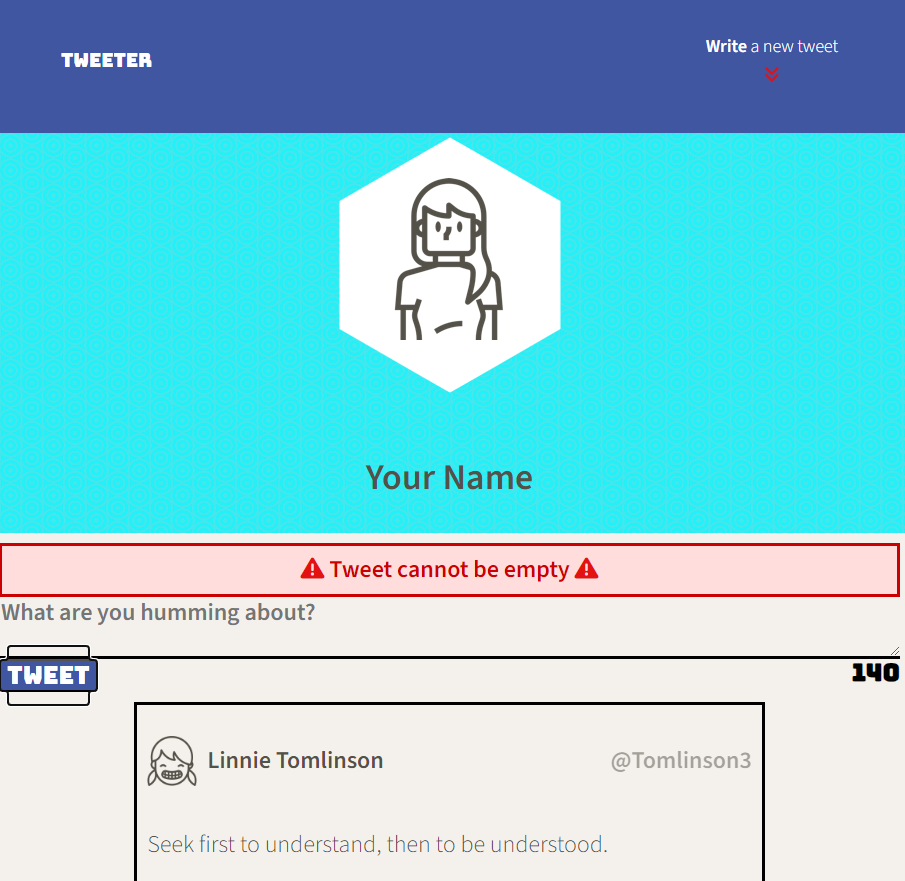 TWEETER
Write a new tweet
Your Name
Tweet cannot be empty
What are you humming about?
TWEET
140
Linnie Tomlinson
@Tomlinson3
Seek first to understand, then to be understood.